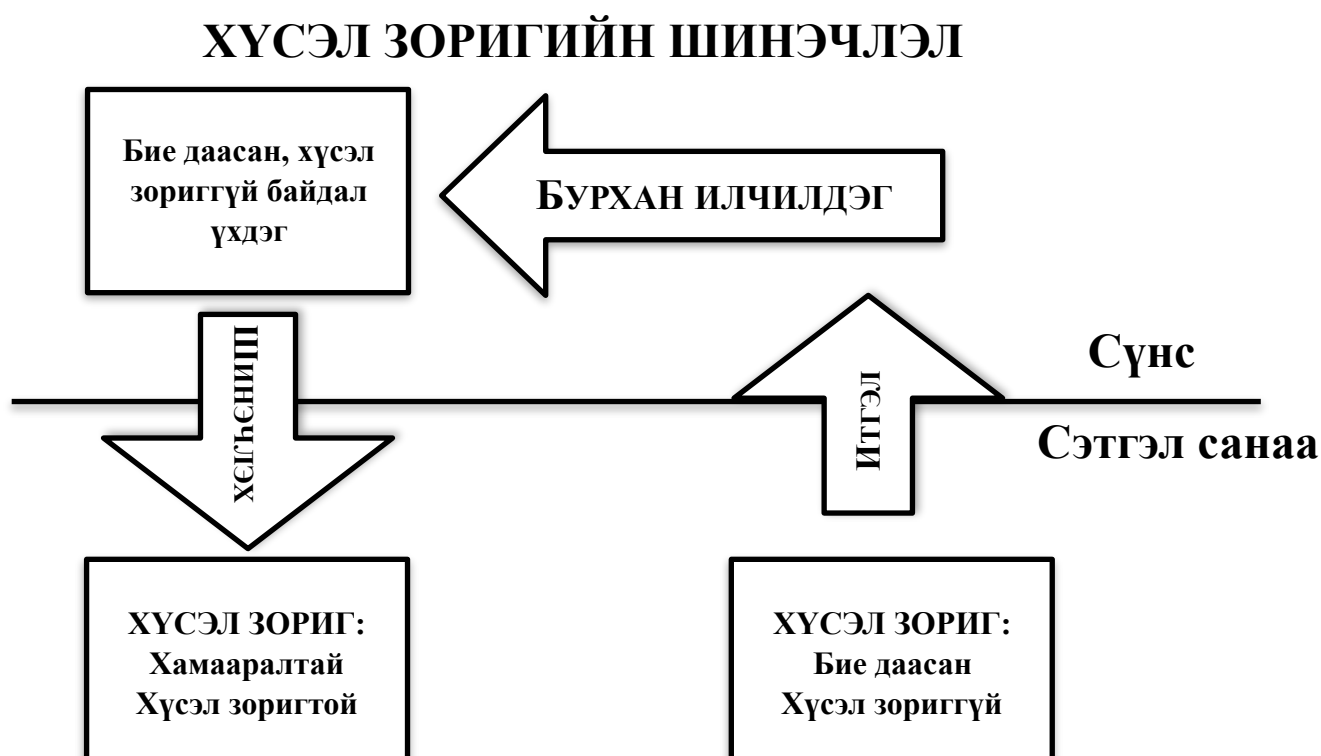 ХҮСЭЛ ЗОРИГИЙН ШИНЭЧЛЭЛ
Бие даасан, хүсэл
зориггүй байдал
үхдэг
БУРХАН ИЛЧИЛДЭГ
ШИНЭЧЛЭХ
ИТГЭЛ
Сүнс
Сэтгэл санаа
ХҮСЭЛ ЗОРИГ:
Хамааралтай
Хүсэл зоригтой
ХҮСЭЛ ЗОРИГ:
Бие даасан
Хүсэл зориггүй